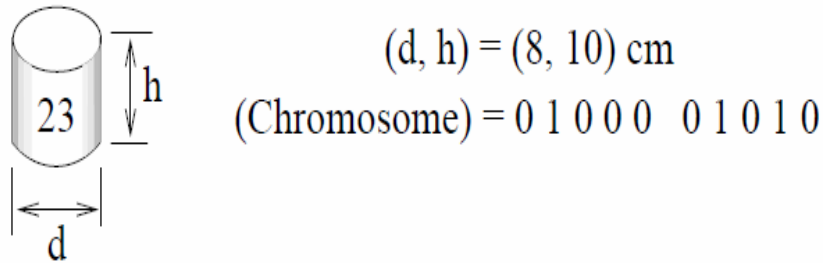 (d, h) = (8, 10) cm
h
23
(Chromosome) = 0 1 0 0 0 0 1 0 1 0
d